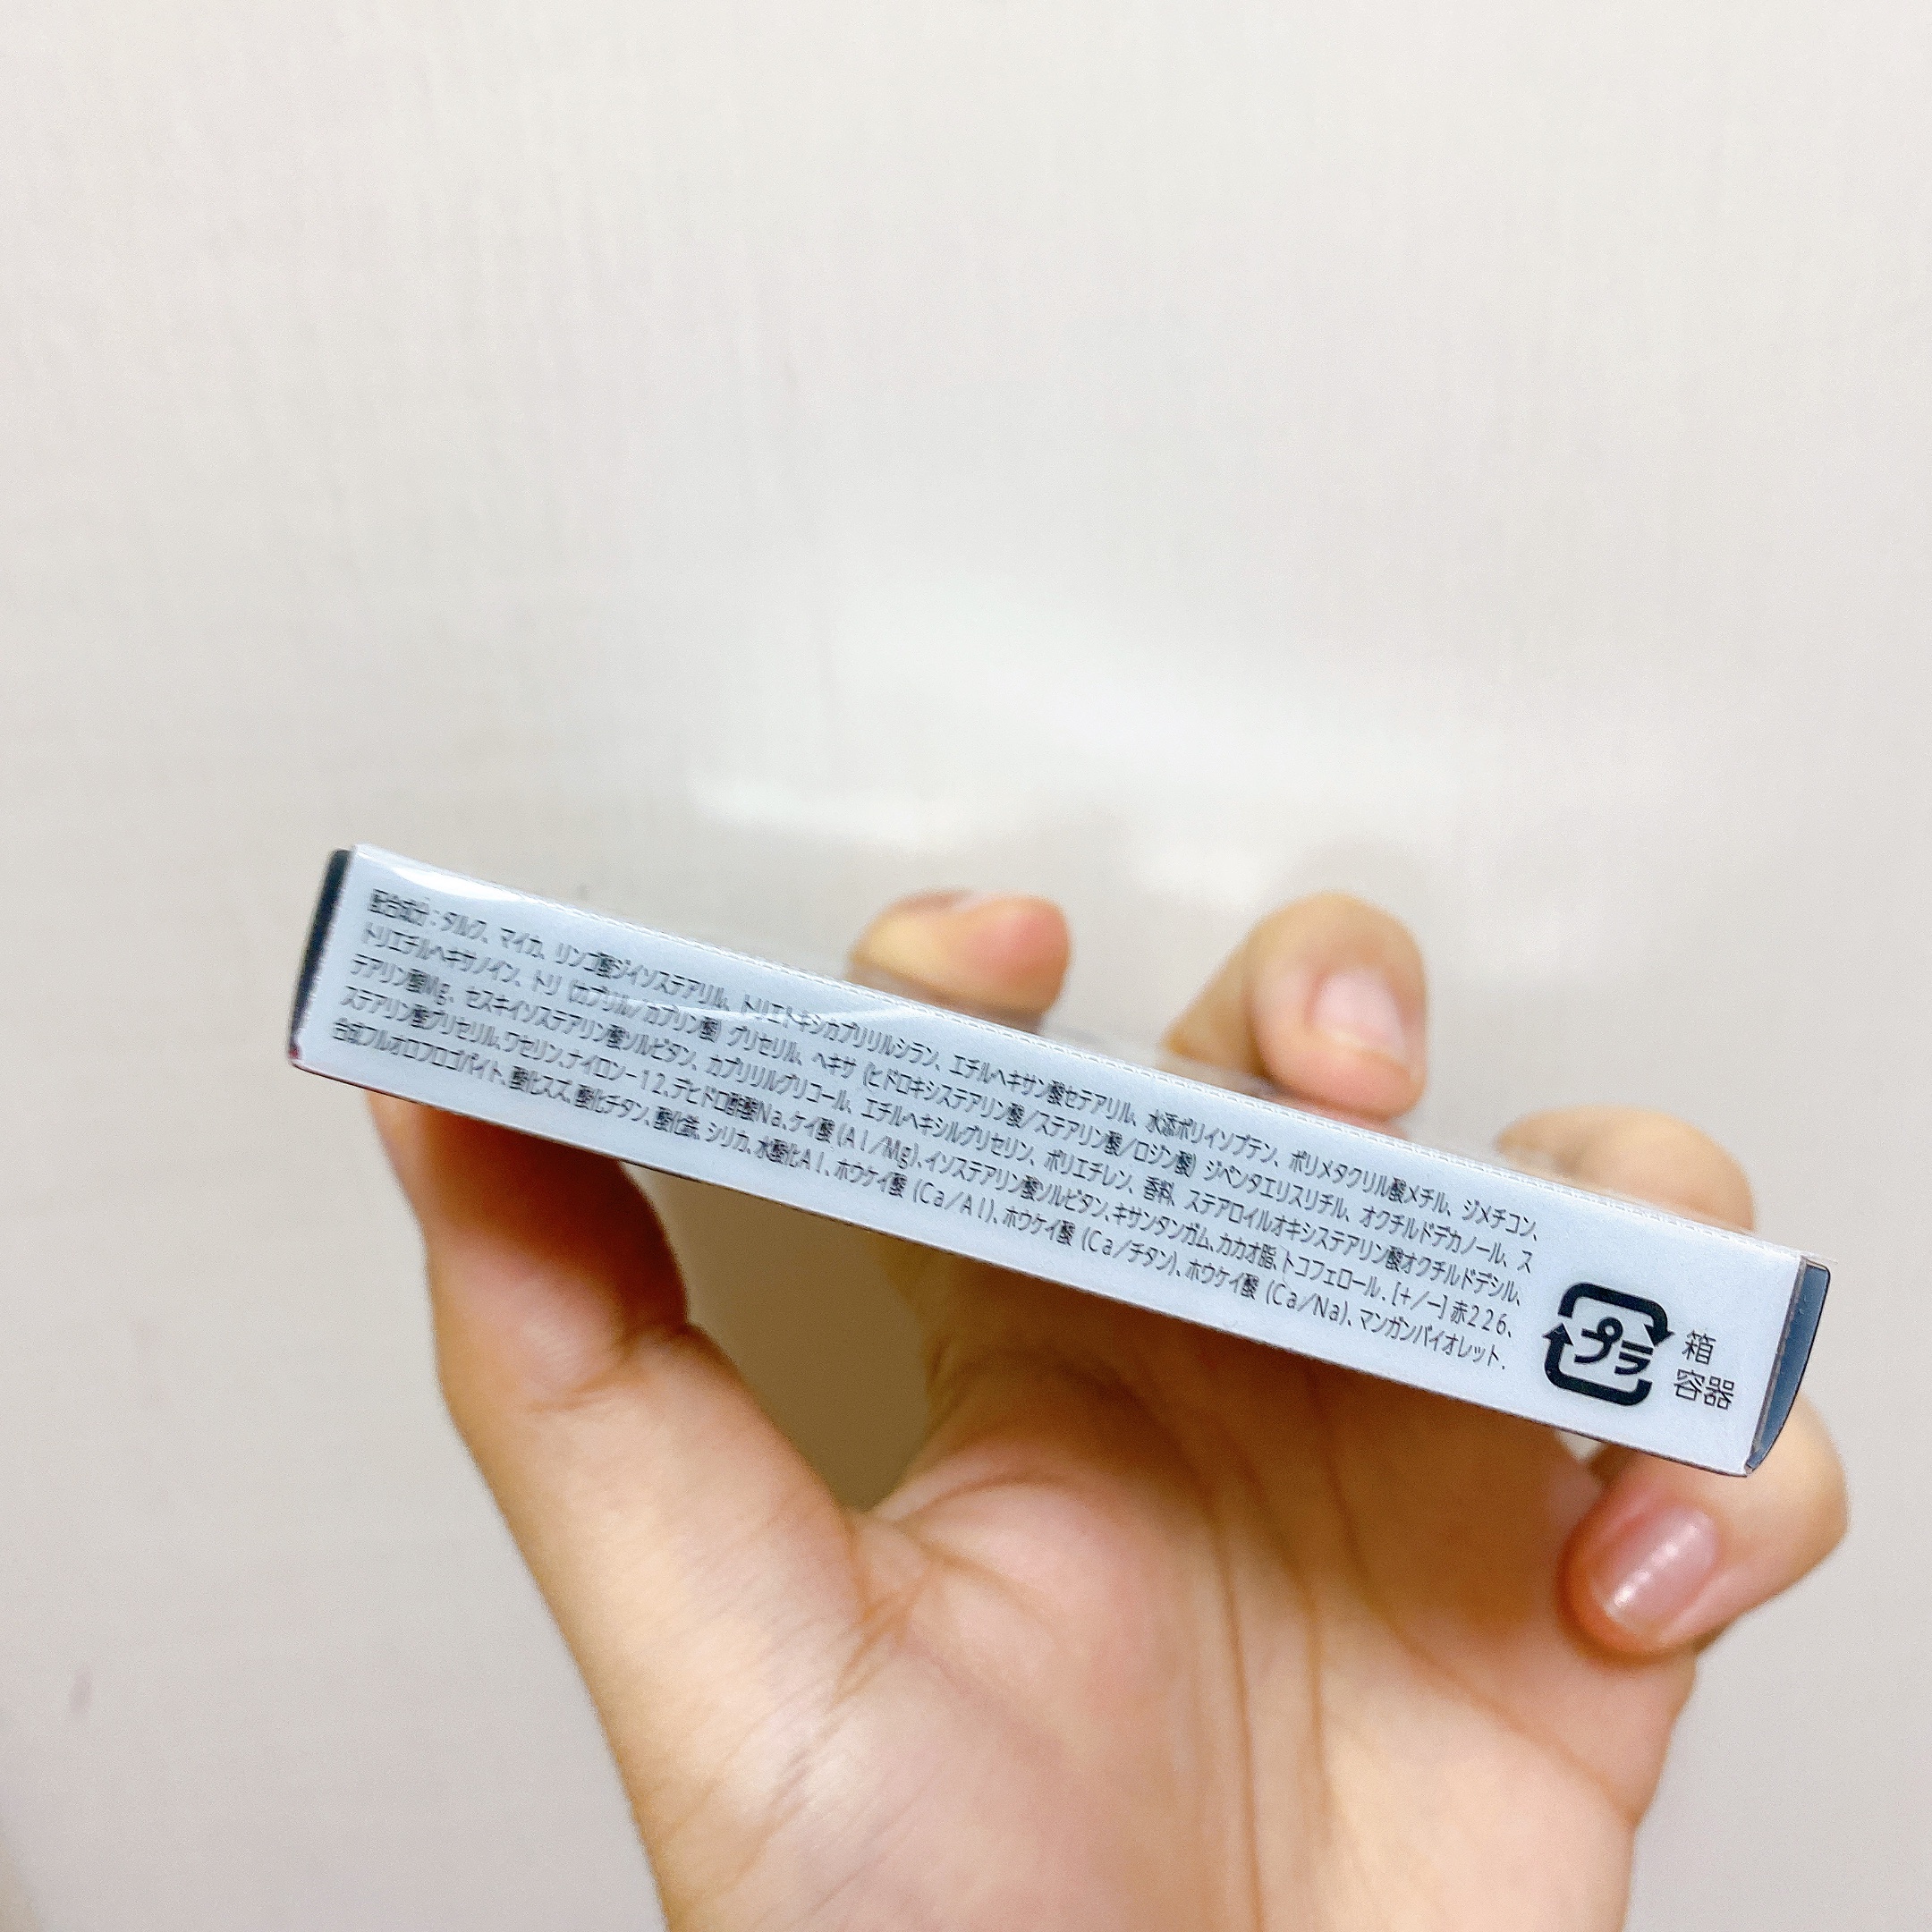 配合成分：タルク、マイカ、リンゴ酸ジイソステアリル、トリエトキシカプリリルシラン、エチルヘキサン酸セテアリル、水添ポリイソブテン、ポリメタクリル酸メチル、ジメチコン、
トリエチルヘキサノイン、トリ（カプリル/カプリン酸）グリセリル、ヘキサ（ヒドロキシステアリン酸/ステアリン酸/ロジン酸）ジペンタエリスリチル、オクチルドデカノール、ス
テアリン酸Mg、セスキイソステアリン酸ソルビタン、カプリリルグリコール、エチルヘキシルグリセリン、ポリエチレン、香料、ステアロイルオキシステアリン酸オクチルドデシル、
ステアリン酸グリセリル、ワセリン、ナイロン－12、デヒドロ酢酸Na、ケイ酸（Al／Mg）、イソステアリン酸ソルビタン、キサンタンガム、カカオ脂、トコフェロール．[＋／－] 赤226、
合成フルオロフロゴパイト、酸化スズ、酸化チタン、酸化鉄、シリカ、水酸化Al、ホウケイ酸（Ca／Al）、ホウケイ酸（Ca／チタン）、ホウケイ酸（Ca／Na）、マンガンバイオレット．
プラ
箱
容器